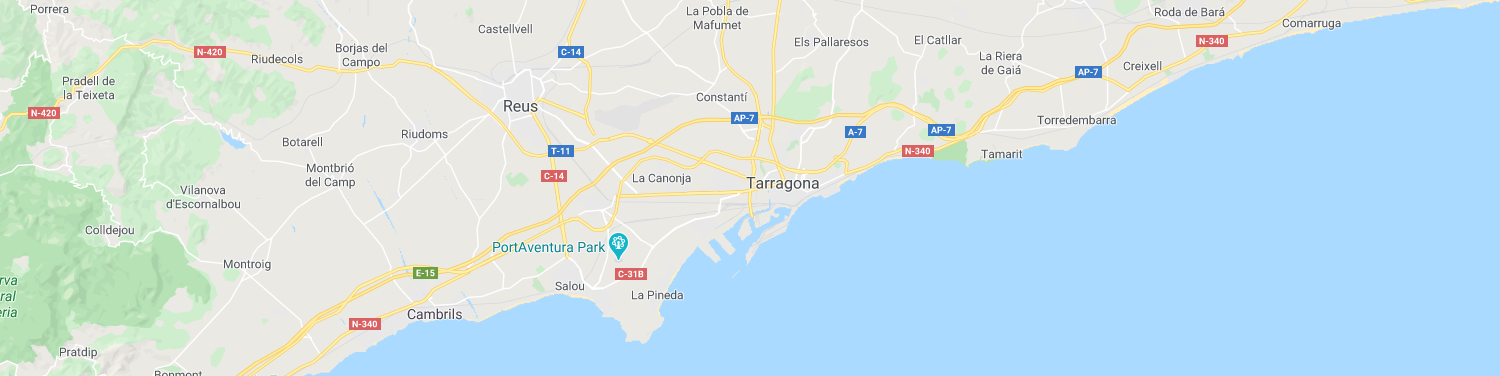 Porrera
La Pobla de
Mafumet
Roda de Barà
Comarruga
Castellvell
Els Pallaresos
El Catllar
N-340
N-420
Borjas del
Campo
C-14
Riudecols
La Riera
de Gaiá
Creixell
AP-7
Pradell de
la Teixeta
Constantí
Reus
N-420
AP-7
Torredembarra
Riudoms
A-7
AP-7
Botarell
T-11
N-340
Tamarit
Montbrió
del Camp
C-14
La Canonja
Tarragona
Vilanova
d'Escornalbou
Colldejou
PortAventura Park
Montroig
E-15
C-31B
rva
ral
eria
Salou
La Pineda
Cambrils
N-340
Pratdip
Bonmont